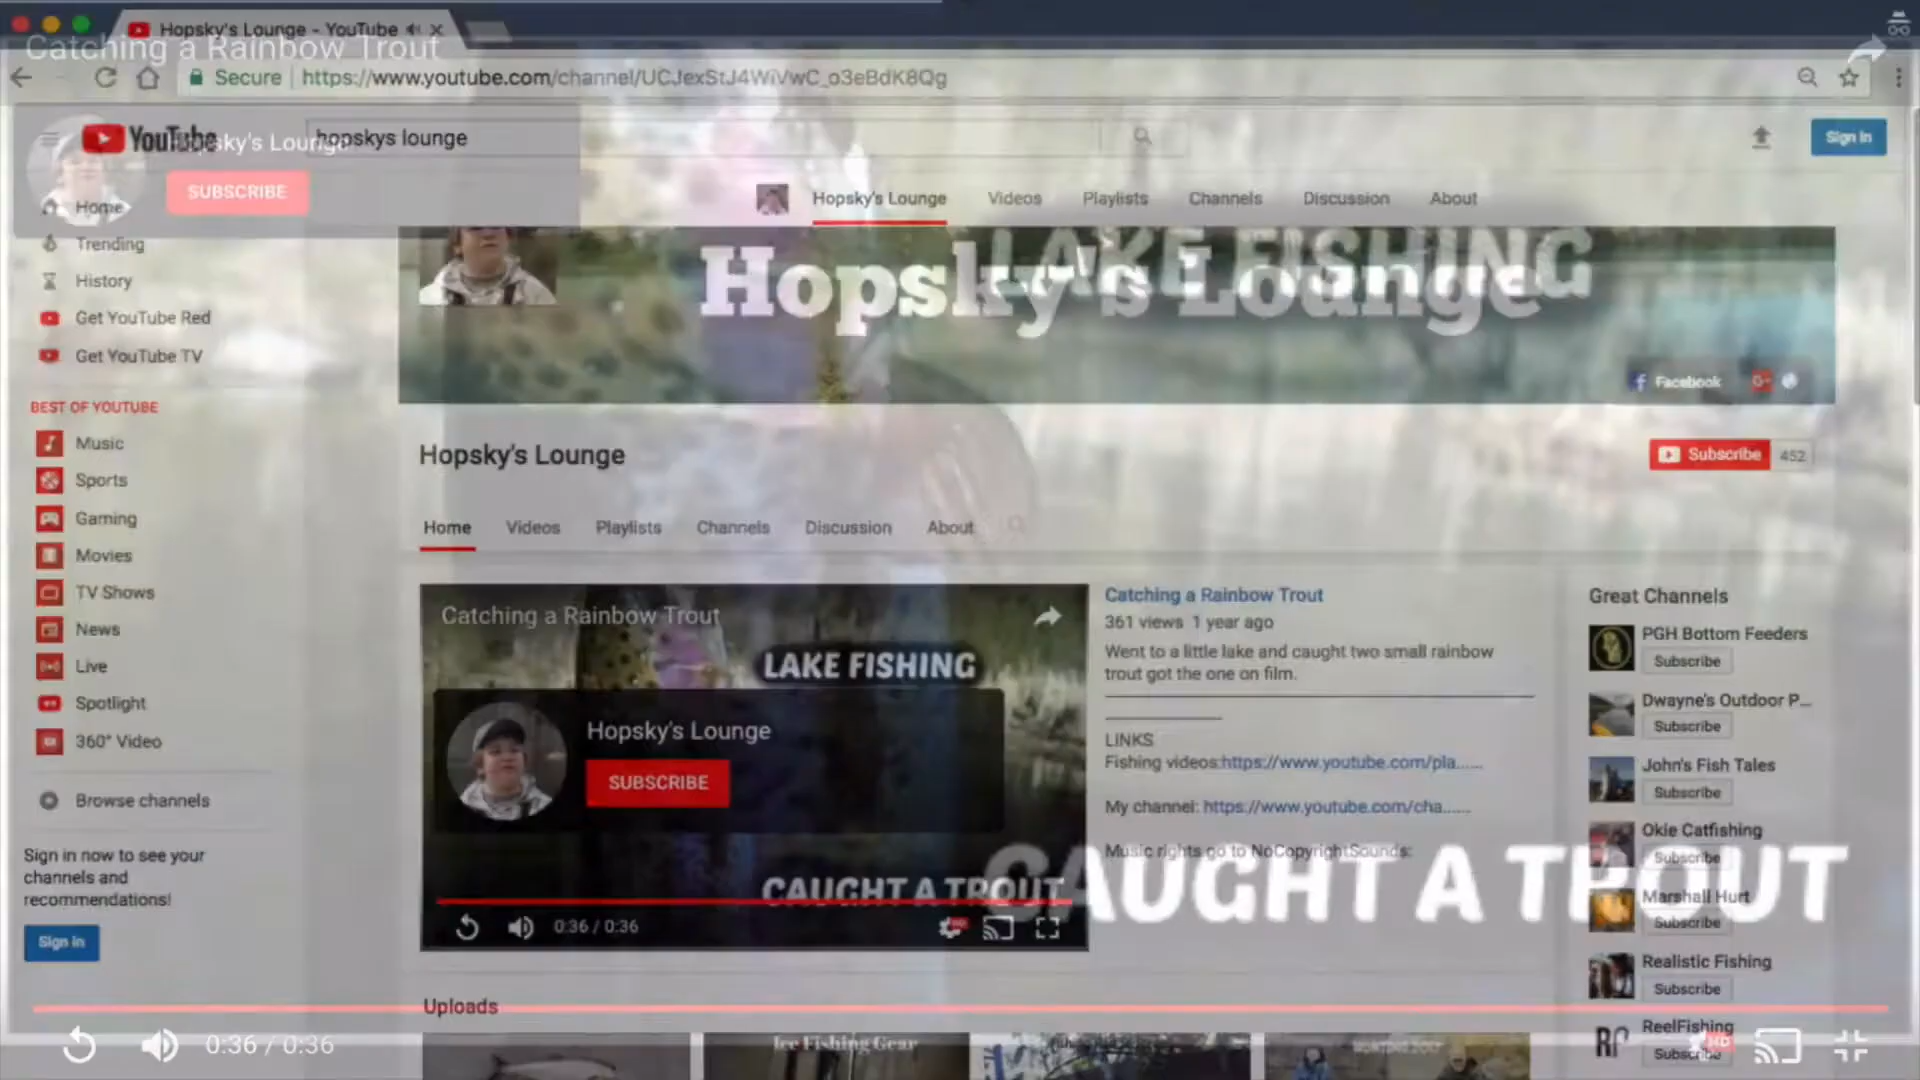 Hopsky's Lounge - YouTube
Catching a Rainbow Trout
Secure https://www.youtube.com/channel/UCJexStJ4WiVwC_o3eBdK8Qg
YouTube
Hopsky's Lounge
hopskys lounge
Sign in
SUBSCRIBE
Hopsky's Lounge Videos Playlists Channels Discussion About
Home
Trending
History
Get YouTube Red
Get YouTube TV
LAKE FISHING
Hopsky's Lounge
Facebook
BEST OF YOUTUBE
Music
Sports
Gaming
Movies
TV Shows
News
Live
Spotlight
360° Video
Browse channels
Sign in now to see your
channels and
recommendations!
Sign in
Hopsky's Lounge
Subscribe 452
Home Videos Playlists Channels Discussion About
Catching a Rainbow Trout
LAKE FISHING
Hopsky's Lounge
SUBSCRIBE
CAUGHT A TROUT
0:36 / 0:36
Catching a Rainbow Trout
361 views 1 year ago
Went to a little lake and caught two small rainbow
trout got the one on film.
LINKS
Fishing videos:https://www.youtube.com/pla......
My channel: https://www.youtube.com/cha......
Music rights go to NoCopyrightSounds:
CAUGHT A TROUT
Great Channels
PGH Bottom Feeders
Subscribe
Dwayne's Outdoor P...
Subscribe
John's Fish Tales
Subscribe
Okie Catfishing
Subscribe
Marshall Hurt
Subscribe
Realistic Fishing
Subscribe
ReelFishing
Subscribe
Uploads
Ice Fishing Gear
0:36 / 0:36
HD